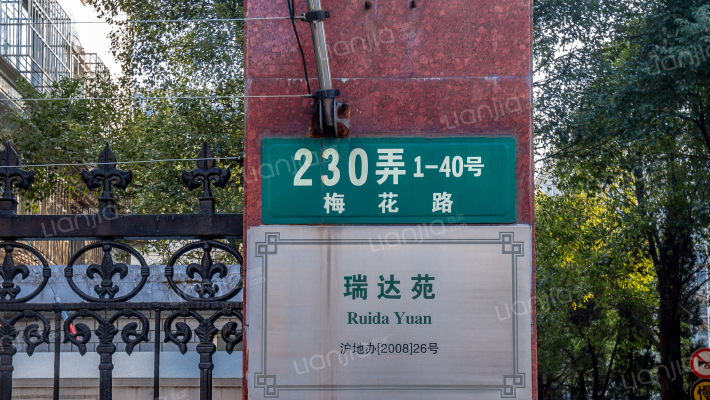 230弄 1-40号
梅花路
瑞达苑
Ruida Yuan
沪地办[2008]26号